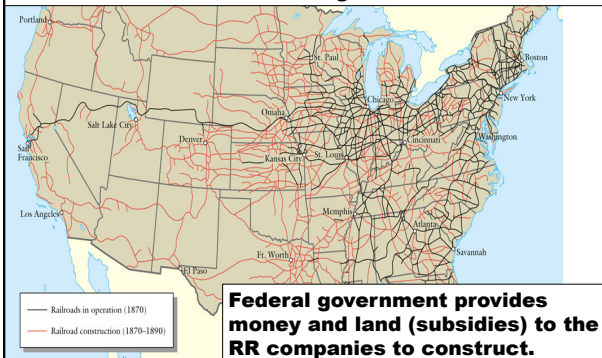 Portland
St. Paul
Boston
Chicago
New York
Omaha
Salt Lake City
Denver
Cincinnati
Washington
San
Francisco
Kansas City
St. Louis
Los Angeles
Memphis
Atlanta
Ft. Worth
Savannah
El Paso
Railroads in operation (1870)
Railroad construction (1870–1890)
Federal government provides
money and land (subsidies) to the
RR companies to construct.